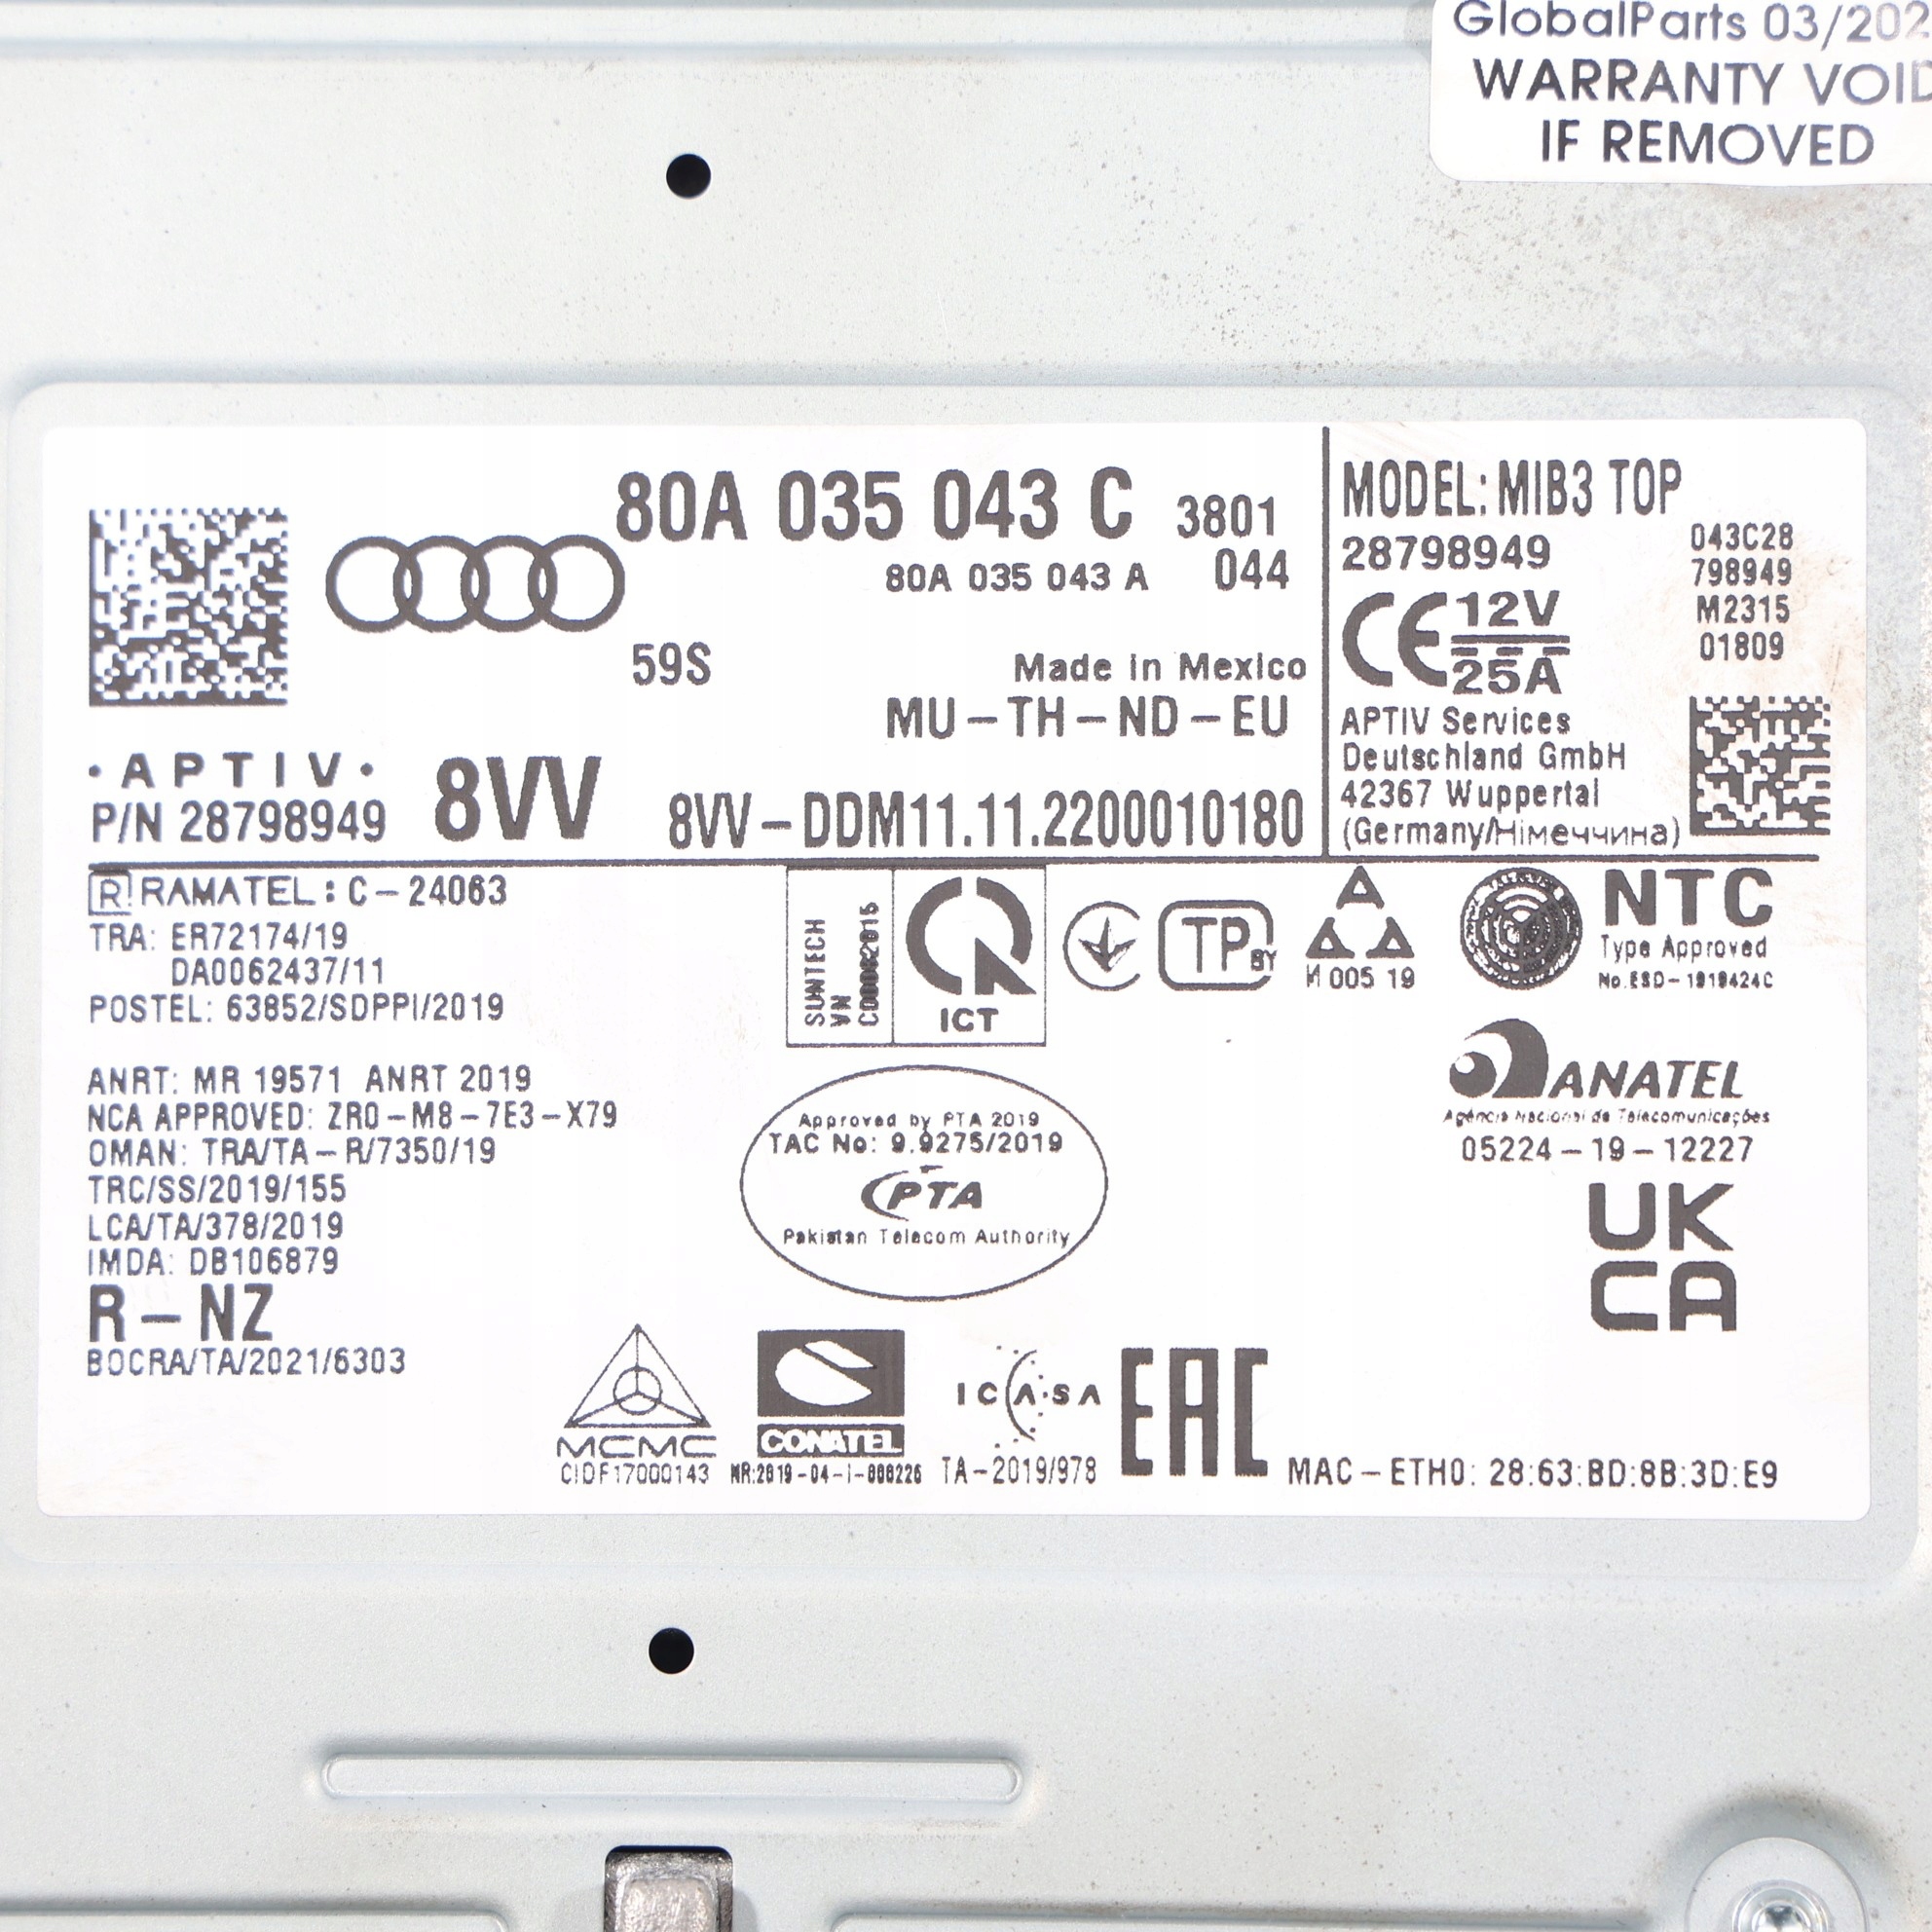 GlobalParts 03/202
WARRANTY VOID
IF REMOVED
80A 035 043 C 3801
80A 035 043 A 044
59S
Made in Mexico
MU-TH-ND-EU
·APTIV· 8VV
P/N 28798949
8VV-DDM11.11.2200010180
MODEL: MIB3 TOP
28798949
043C28
798949
M2315
01809
CE 12V
25A
APTIV Services
Deutschland GmbH
42367 Wuppertal
(Germany/Німеччина)
R RAMATEL: C-24063
TRA: ER72174/19
DA0062437/11
POSTEL: 63852/SDPPI/2019
ANRT: MR 19571 ANRT 2019
NCA APPROVED: ZRO-M8-7E3-X79
OMAN: TRA/TA-R/7350/19
TRC/SS/2019/155
LCA/TA/378/2019
IMDA: DB106879
R-NZ
BOCRA/TA/2021/6303
SUNTECH
VN
ICT
TP BY
И 005 19
NTC
Type Approved
ANATEL
Agência Nacional de Telecomunicações
05224-19-12227
Approved by PTA 2019
TAC No: 9.9275/2019
PTA
Pakistan Telecom Authority
UK
CA
MCMC
CIDF17000143
CONATEL
ICASA
TA-2019/978
EAC
MAC-ETH0: 28:63:BD:8B:3D:E9